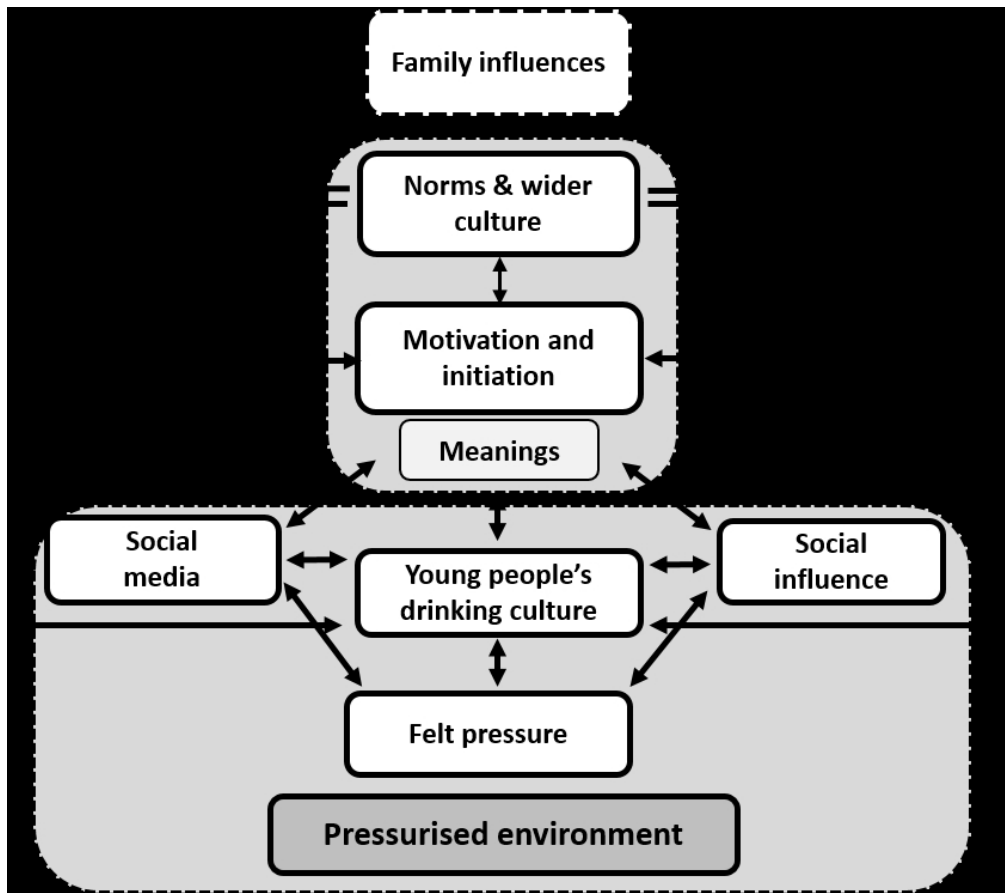 Family influences
Norms & wider
culture
Motivation and
initiation
Meanings
Social
media
Young people’s
drinking culture
Social
influence
Felt pressure
Pressurised environment